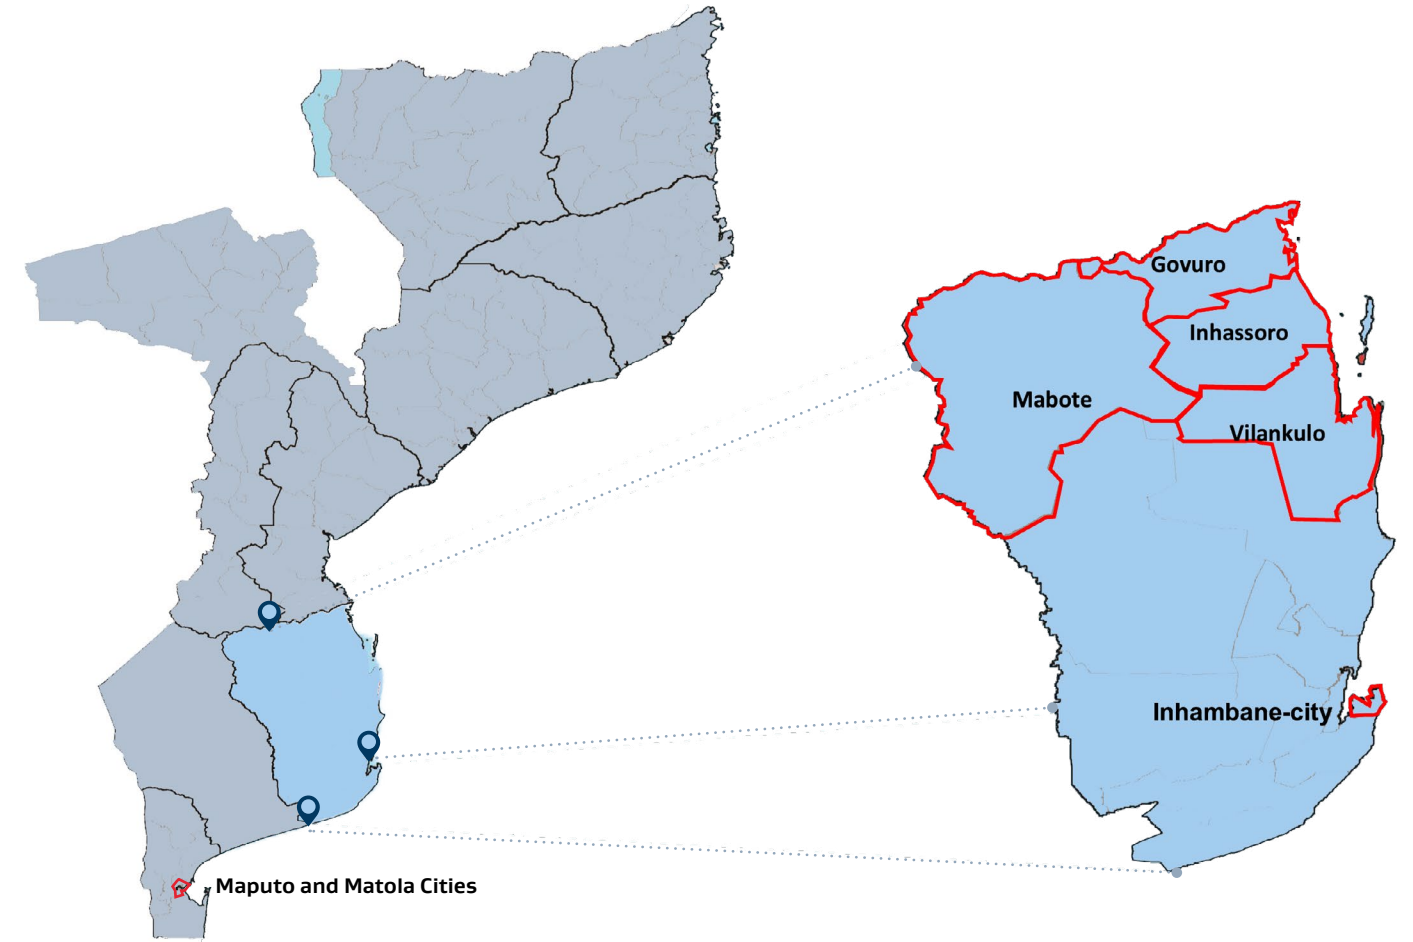 Govuro
Inhassoro
Mabote
Vilankulo
Inhambane-city
Maputo and Matola Cities